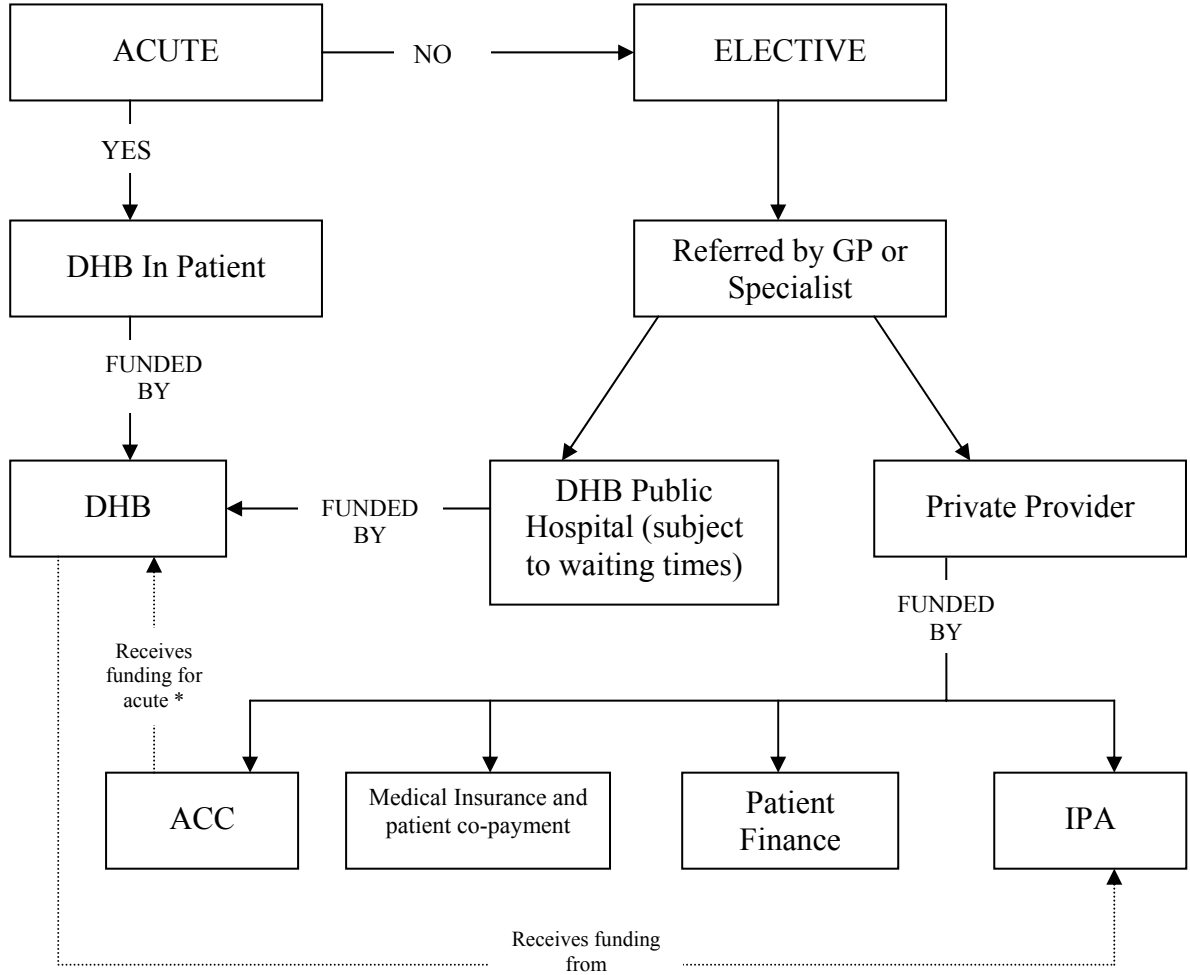 ACUTE
NO
ELECTIVE
YES
DHB In Patient
Referred by GP or
Specialist
FUNDED
BY
DHB
FUNDED
BY
DHB Public
Hospital (subject
to waiting times)
Private Provider
FUNDED
BY
Receives
funding for
acute *
ACC
Medical Insurance and
patient co-payment
Patient
Finance
IPA
Receives funding
from